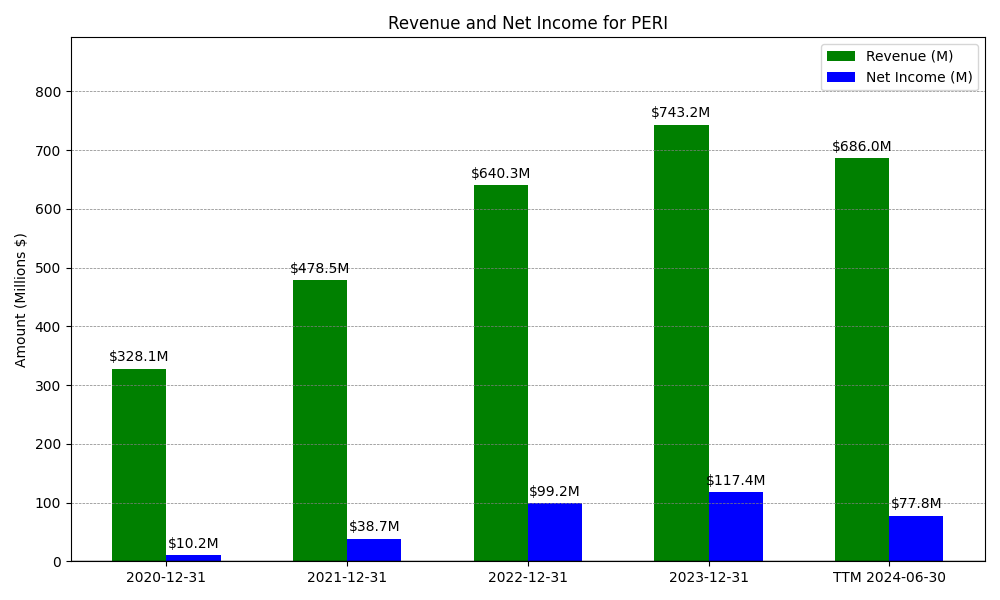 Revenue and Net Income for PERI
Revenue (M)
Net Income (M)
Amount (Millions $)
800
700
600
500
400
300
200
100
0
$328.1M
$10.2M
$478.5M
$38.7M
$640.3M
$99.2M
$743.2M
$117.4M
$686.0M
$77.8M
2020-12-31
2021-12-31
2022-12-31
2023-12-31
TTM 2024-06-30